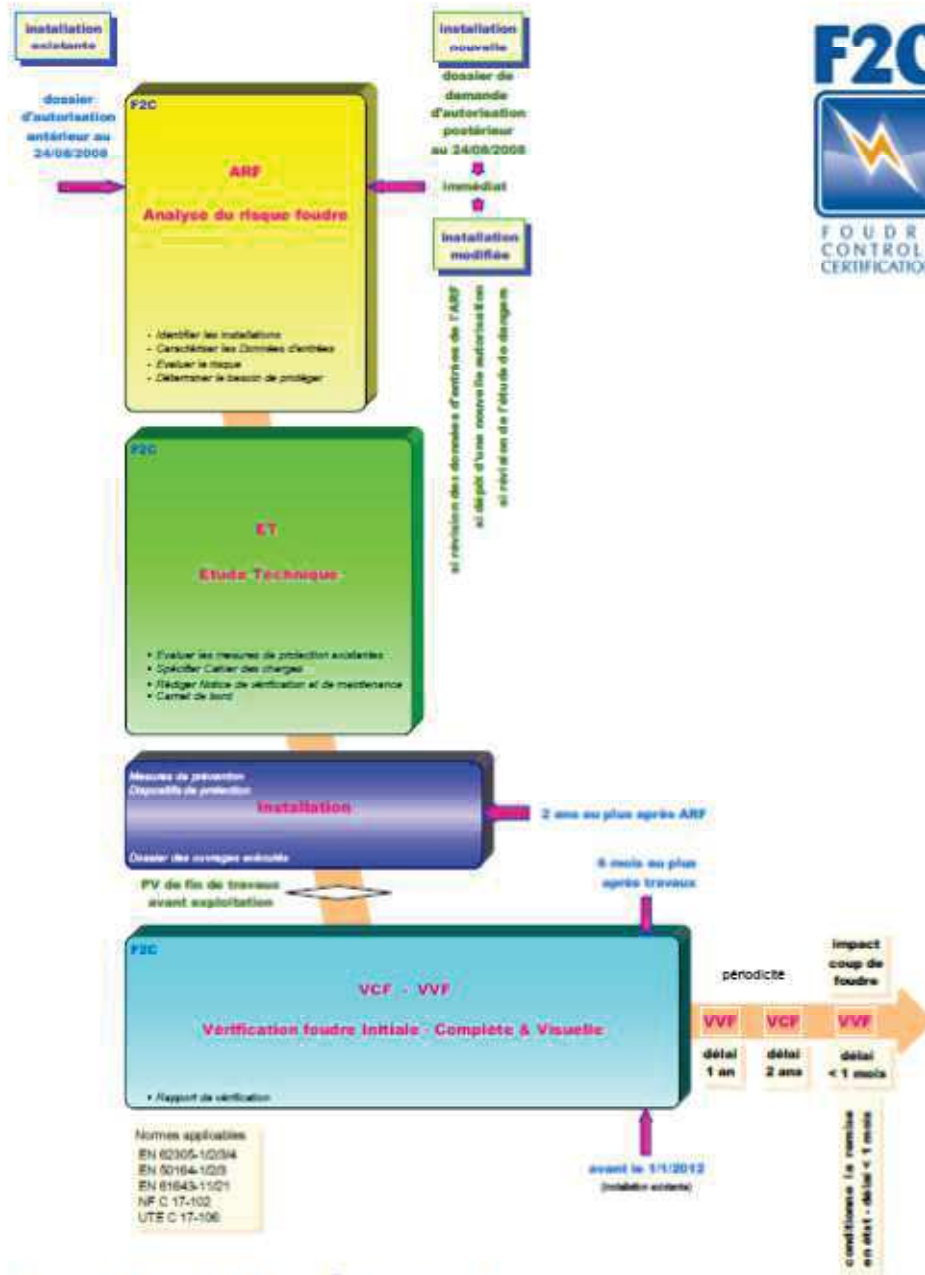 Installation
existante
dossier
d'autorisation
antérieur au
24/08/2008
Installation
nouvelle
dossier de
demande
d'autorisation
postérieur
au 24/08/2008
immédiat
Installation
modifiée
si révision des données d'entrées de l'ARF
si dépôt d'une nouvelle autorisation
si révision de l'étude de dangers
F2C
FOUDR
CONTROL
CERTIFICATIO
F2C
ARF
Analyse du risque foudre
- Identifier les installations
- Caractériser les Données d'entrées
- Evaluer le risque
- Déterminer le besoin de protéger
F2C
ET
Etude Technique
• Evaluer les mesures de protection existantes
• Spécifier Cahier des charges
• Rédiger Notice de vérification et de maintenance
• Carnet de bord
Mesures de prévention
Dispositifs de protection
Installation
Dossier des ouvrages exécutés
2 ans au plus après ARF
PV de fin de travaux
avant exploitation
6 mois au plus
après travaux
F2C
VCF - VVF
Vérification foudre Initiale - Complète & Visuelle
• Rapport de vérification
périodicité
impact
coup de
foudre
VVF
VCF
VVF
délai
1 an
délai
2 ans
délai
< 1 mois
conditionne la remise
en état - délai < 1 mois
avant le 1/1/2012
(installation existante)
Normes applicables
EN 62305-1/2/3/4
EN 50164-1/2/3
EN 61643-11/21
NF C 17-102
UTE C 17-106